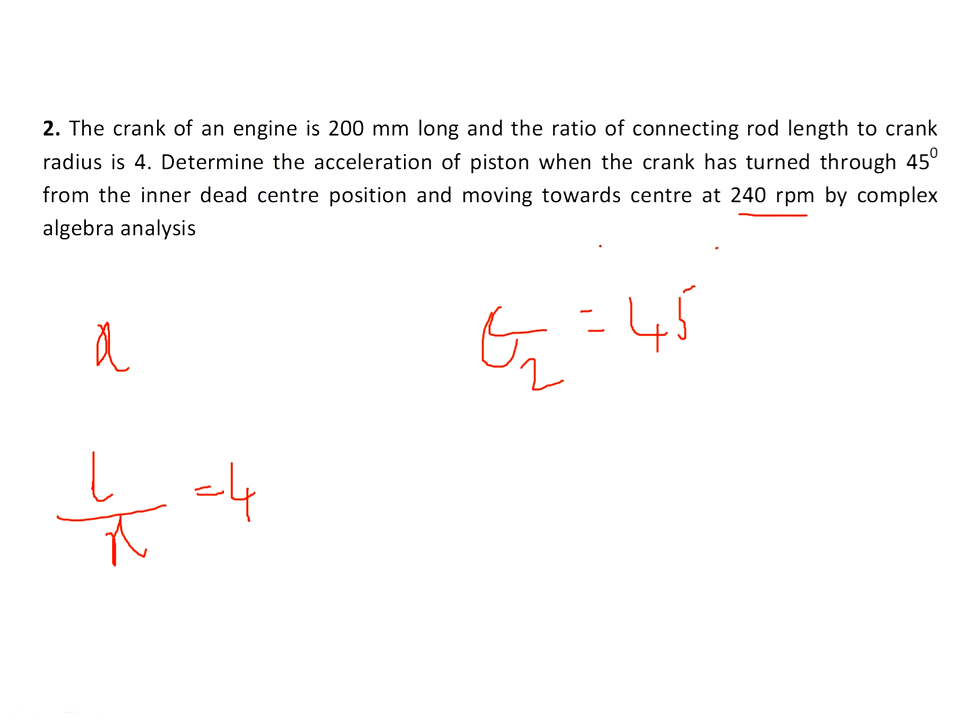 2. The crank of an engine is 200 mm long and the ratio of connecting rod length to crank
radius is 4. Determine the acceleration of piston when the crank has turned through 45⁰
from the inner dead centre position and moving towards centre at 240 rpm by complex
algebra analysis
= 45
L
= 4